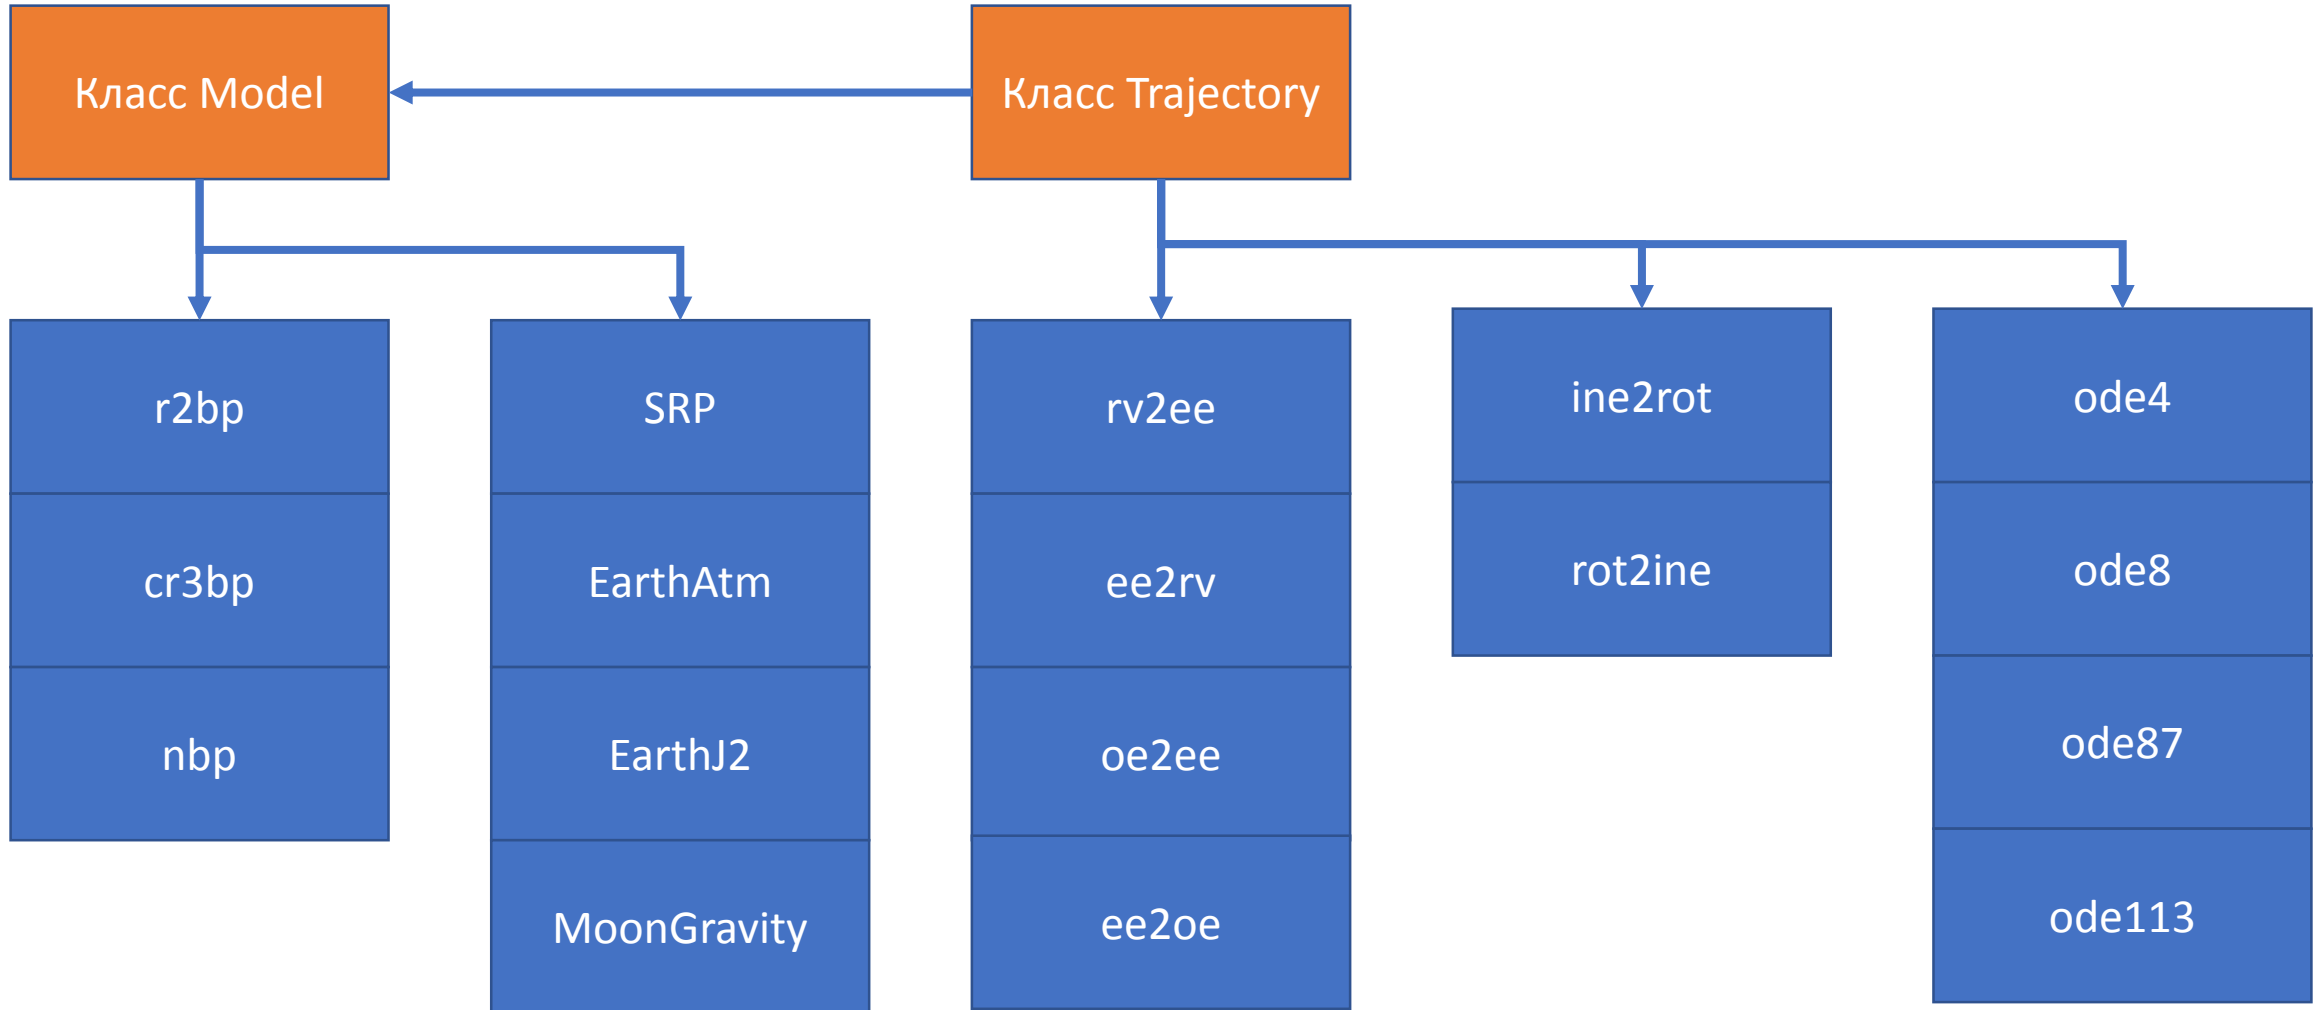 Класс Model
Класс Trajectory
r2bp
cr3bp
nbp
SRP
EarthAtm
EarthJ2
MoonGravity
rv2ee
ee2rv
oe2ee
ee2oe
ine2rot
rot2ine
ode4
ode8
ode87
ode113